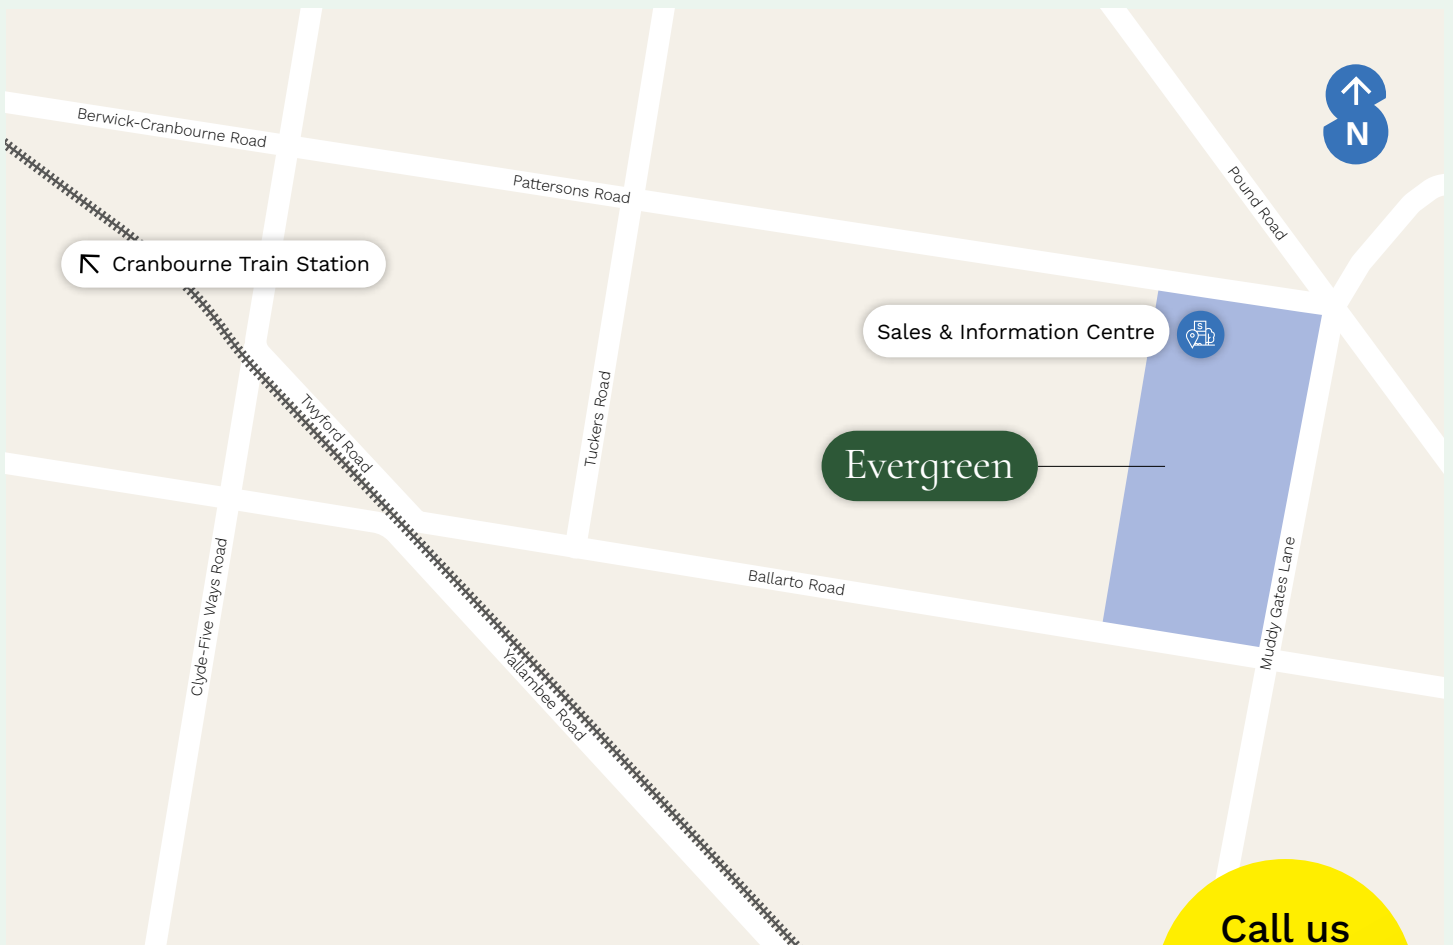 Berwick-Cranbourne Road
N
Pattersons Road
Pound Road
Cranbourne Train Station
Sales & Information Centre
S
Twyford Road
Tuckers Road
Evergreen
Clyde-Five Ways Road
Ballarto Road
Muddy Gates Lane
Yallambee Road
Call us